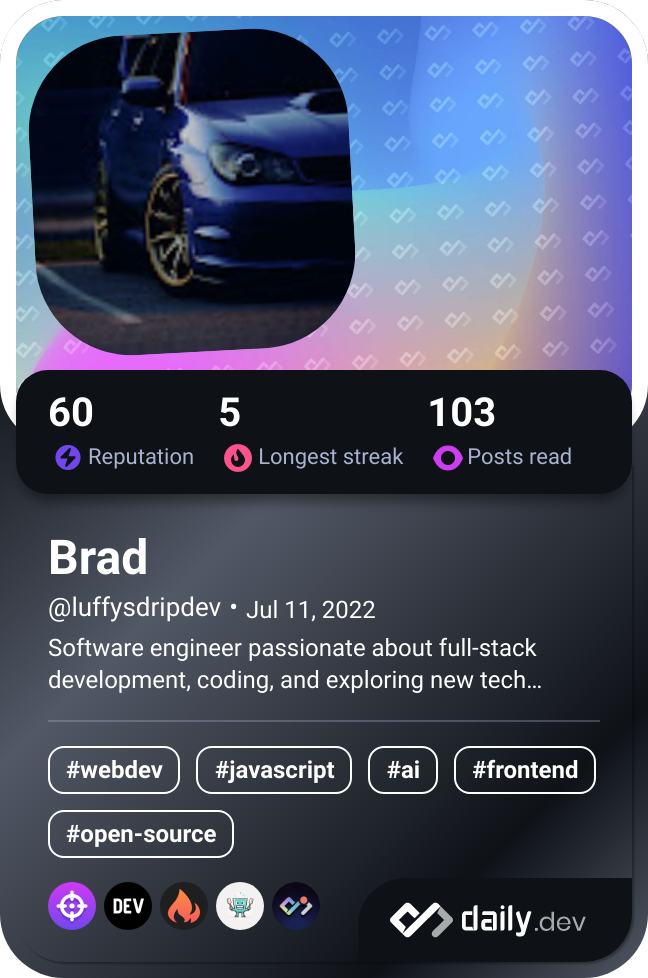 60 5 103
Reputation Longest streak Posts read
Brad
@luffysdripdev • Jul 11, 2022
Software engineer passionate about full-stack
development, coding, and exploring new tech…
#webdev #javascript #ai #frontend
#open-source
DEV
daily.dev